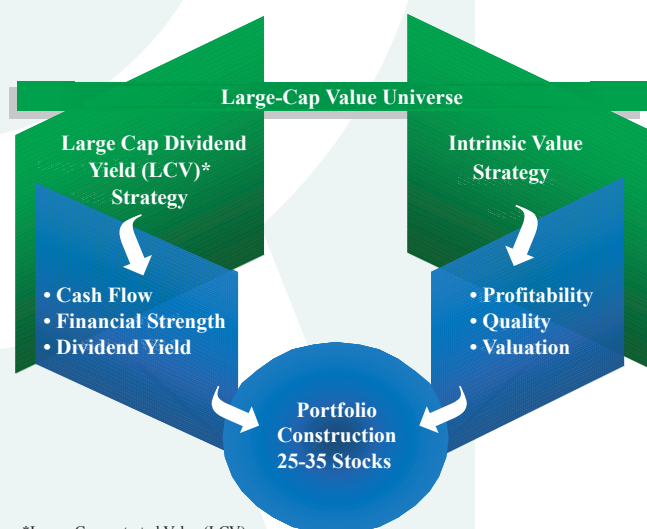 Large-Cap Value Universe
Large Cap Dividend
Yield (LCV)*
Strategy
• Cash Flow
• Financial Strength
• Dividend Yield
Intrinsic Value
Strategy
• Profitability
• Quality
• Valuation
Portfolio
Construction
25-35 Stocks